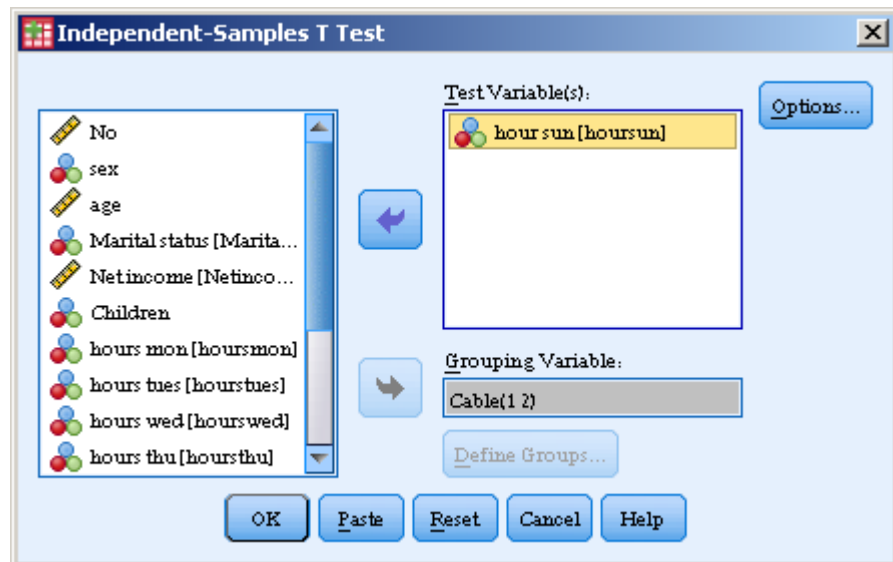 Independent-Samples T Test
No
sex
age
Marital status [Marita...
Net income [Netinco...
Children
hours mon [hoursmon]
hours tues [hourstues]
hours wed [hourswed]
hours thu [hoursthu]
Test Variable(s):
hour sun [hoursun]
Options...
Grouping Variable:
Cable(1 2)
Define Groups...
OK
Paste
Reset
Cancel
Help